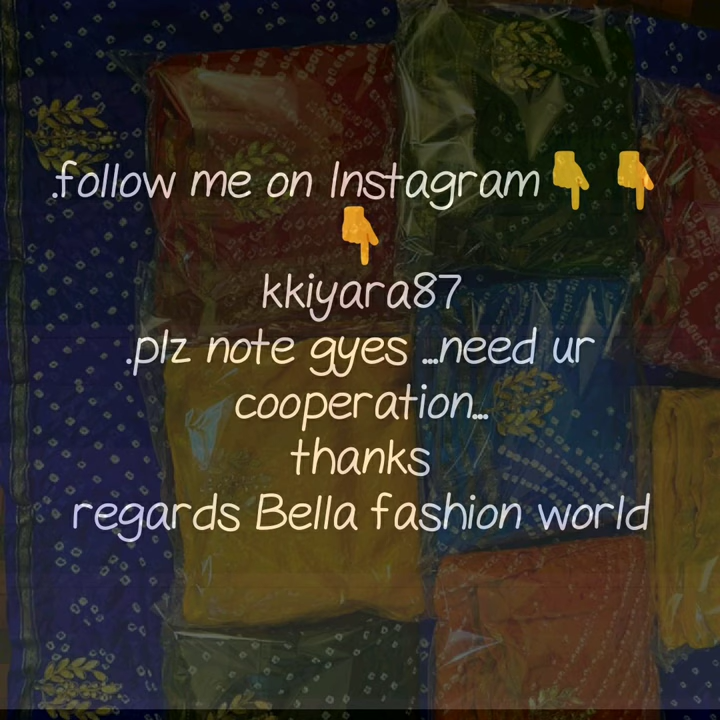 .follow me on Instagram👇 👇
👇
kkiyara87
.plz note gyes ...need ur
cooperation...
thanks
regards Bella fashion world